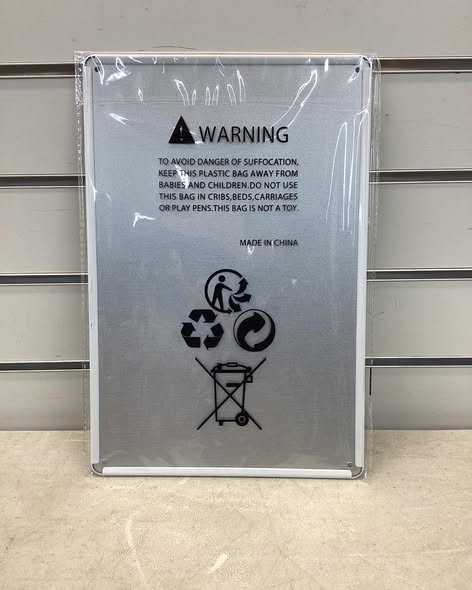 WARNING
TO AVOID DANGER OF SUFFOCATION,
KEEP THIS PLASTIC BAG AWAY FROM
BABIES AND CHILDREN.DO NOT USE
THIS BAG IN CRIBS,BEDS,CARRIAGES
OR PLAY PENS.THIS BAG IS NOT A TOY.
MADE IN CHINA